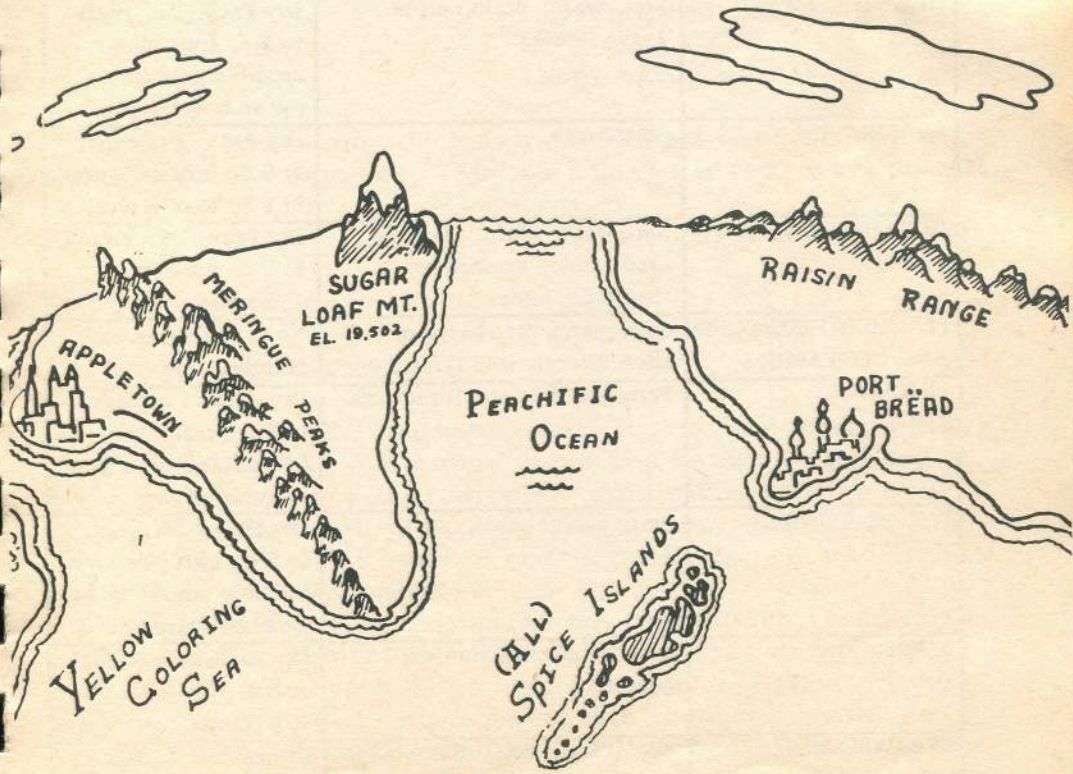 MERINGUE
PEAKS
SUGAR
LOAF MT.
EL. 19,502
RAISIN
RANGE
APPLETOWN
PEACHIFIC
OCEAN
PORT
BRËAD
YELLOW
COLORING
SEA
(ALL)
SPICE ISLANDS